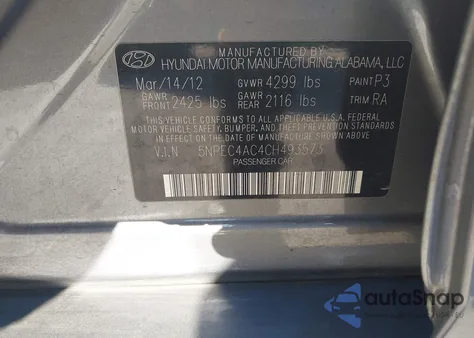 MANUFACTURED BY
HYUNDAI MOTOR MANUFACTURING ALABAMA, LLC
Mar/14/12 GVWR 4299 lbs PAINT P3
GAWR FRONT 2425 lbs GAWR REAR 2116 lbs TRIM RA
THIS VEHICLE CONFORMS TO ALL APPLICABLE U.S.A. FEDERAL
MOTOR VEHICLE SAFETY, BUMPER, AND THEFT PREVENTION
STANDARDS IN EFFECT ON THE DATE OF MANUFACTURE SHOWN ABOVE.
V.I.N 5NPEC4AC4CH493573
PASSENGER CAR
autoSnap